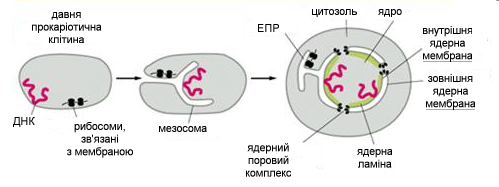 давня
прокаріотична
клітина
ДНК
рибосоми,
зв'язані
з мембраною
мезосома
ЕПР
цитозоль
ядро
внутрішня
ядерна
мембрана
зовнішня
ядерна
мембрана
ядерний
поровий
комплекс
ядерна
ламіна